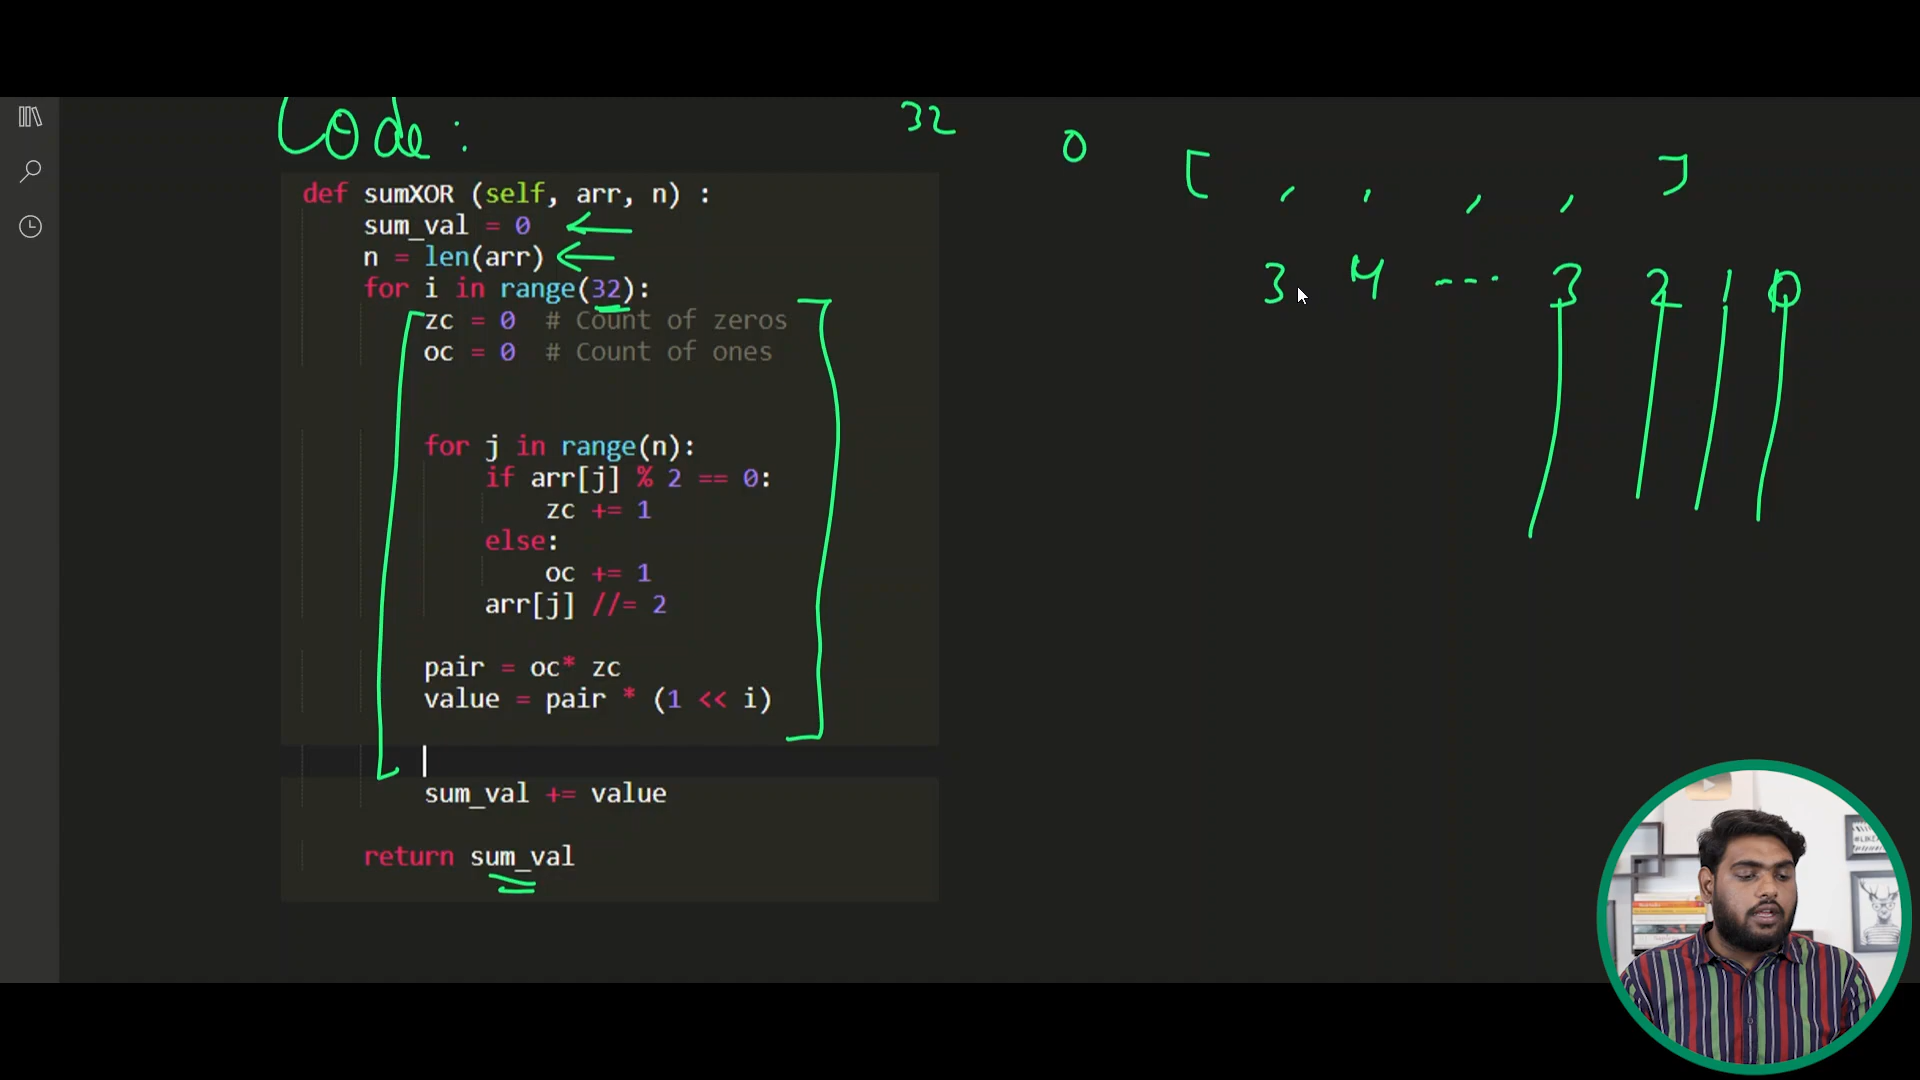 Code:
32
0
[ , , , , ]
3 4 --- 3 2 1 0
def sumXOR (self, arr, n) :
sum_val = 0 ←
n = len(arr) ←
for i in range(32):
zc = 0 # Count of zeros
oc = 0 # Count of ones
for j in range(n):
if arr[j] % 2 == 0:
zc += 1
else:
oc += 1
arr[j] //= 2
pair = oc* zc
value = pair * (1 << i)
sum_val += value
return sum_val